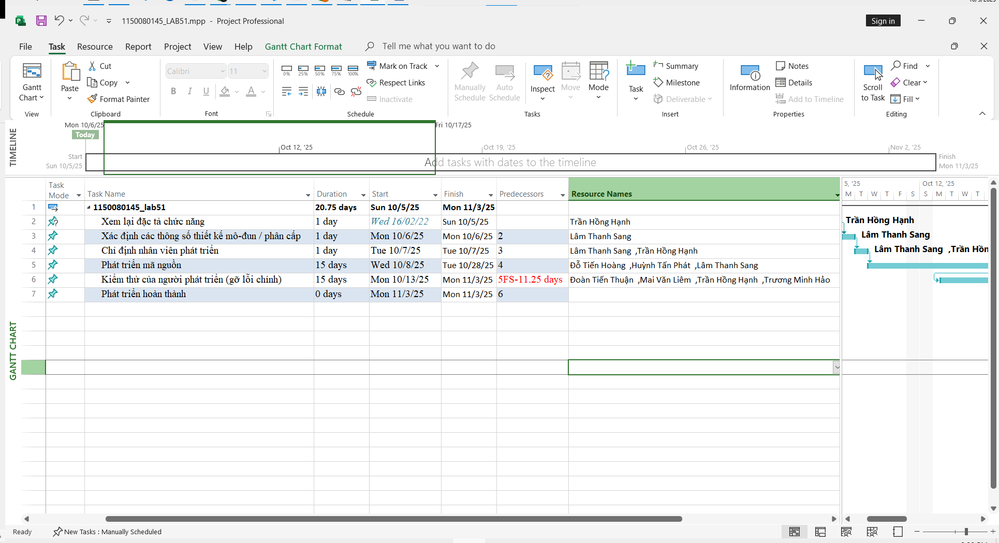 1150080145_LAB51.mpp - Project Professional
Sign in
File Task Resource Report Project View Help Gantt Chart Format Tell me what you want to do
Gantt Chart
View
Paste
Cut
Copy
Format Painter
Clipboard
Calibri 11
B I U A
Font
0% 25% 50% 75% 100%
Mark on Track
Respect Links
Inactivate
Schedule
Manually Schedule
Auto Schedule
Inspect
Move
Mode
Tasks
Task
Summary
Milestone
Deliverable
Insert
Information
Notes
Details
Add to Timeline
Properties
Scroll to Task
Find
Clear
Fill
Editing
TIMELINE
Mon 10/6/25 Fri 10/17/25
Today
Oct 12, '25 Oct 19, '25 Oct 26, '25 Nov 2, '25
Start
Sun 10/5/25
Add tasks with dates to the timeline
Finish
Mon 11/3/25
GANTT CHART
Task Mode Task Name Duration Start Finish Predecessors Resource Names
5, '25 Oct 12, '25
M T W T F S S M T W T
1 1150080145_lab51 20.75 days Sun 10/5/25 Mon 11/3/25
2 Xem lại đặc tả chức năng 1 day Wed 16/02/22 Sun 10/5/25 Trần Hồng Hạnh
3 Xác định các thông số thiết kế mô-đun / phân cấp 1 day Mon 10/6/25 Mon 10/6/25 2 Lâm Thanh Sang
4 Chỉ định nhân viên phát triển 1 day Tue 10/7/25 Tue 10/7/25 3 Lâm Thanh Sang ,Trần Hồng Hạnh
5 Phát triển mã nguồn 15 days Wed 10/8/25 Tue 10/28/25 4 Đỗ Tiến Hoàng ,Huỳnh Tấn Phát ,Lâm Thanh Sang
6 Kiểm thử của người phát triển (gỡ lỗi chính) 15 days Mon 10/13/25 Mon 11/3/25 5FS-11.25 days Đoàn Tiến Thuận ,Mai Văn Liêm ,Trần Hồng Hạnh ,Trương Minh Hảo
7 Phát triển hoàn thành 0 days Mon 11/3/25 Mon 11/3/25 6
Trần Hồng Hạnh
Lâm Thanh Sang
Lâm Thanh Sang ,Trần Hồn
Ready New Tasks : Manually Scheduled